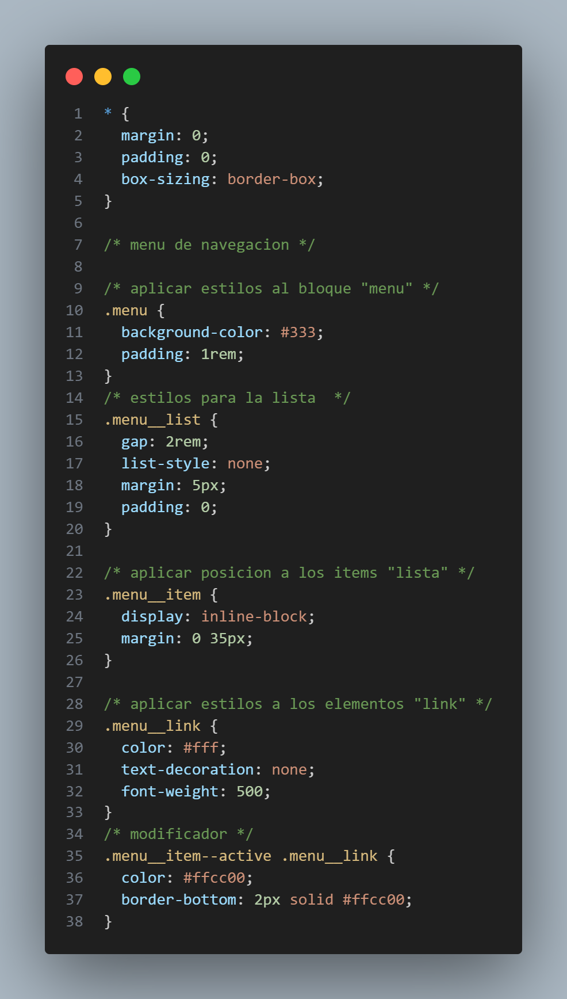 1 * {
2   margin: 0;
3   padding: 0;
4   box-sizing: border-box;
5 }
6
7 /* menu de navegacion */
8
9 /* aplicar estilos al bloque "menu" */
10 .menu {
11   background-color: #333;
12   padding: 1rem;
13 }
14 /* estilos para la lista  */
15 .menu__list {
16   gap: 2rem;
17   list-style: none;
18   margin: 5px;
19   padding: 0;
20 }
21
22 /* aplicar posicion a los items "lista" */
23 .menu__item {
24   display: inline-block;
25   margin: 0 35px;
26 }
27
28 /* aplicar estilos a los elementos "link" */
29 .menu__link {
30   color: #fff;
31   text-decoration: none;
32   font-weight: 500;
33 }
34 /* modificador */
35 .menu__item--active .menu__link {
36   color: #ffcc00;
37   border-bottom: 2px solid #ffcc00;
38 }